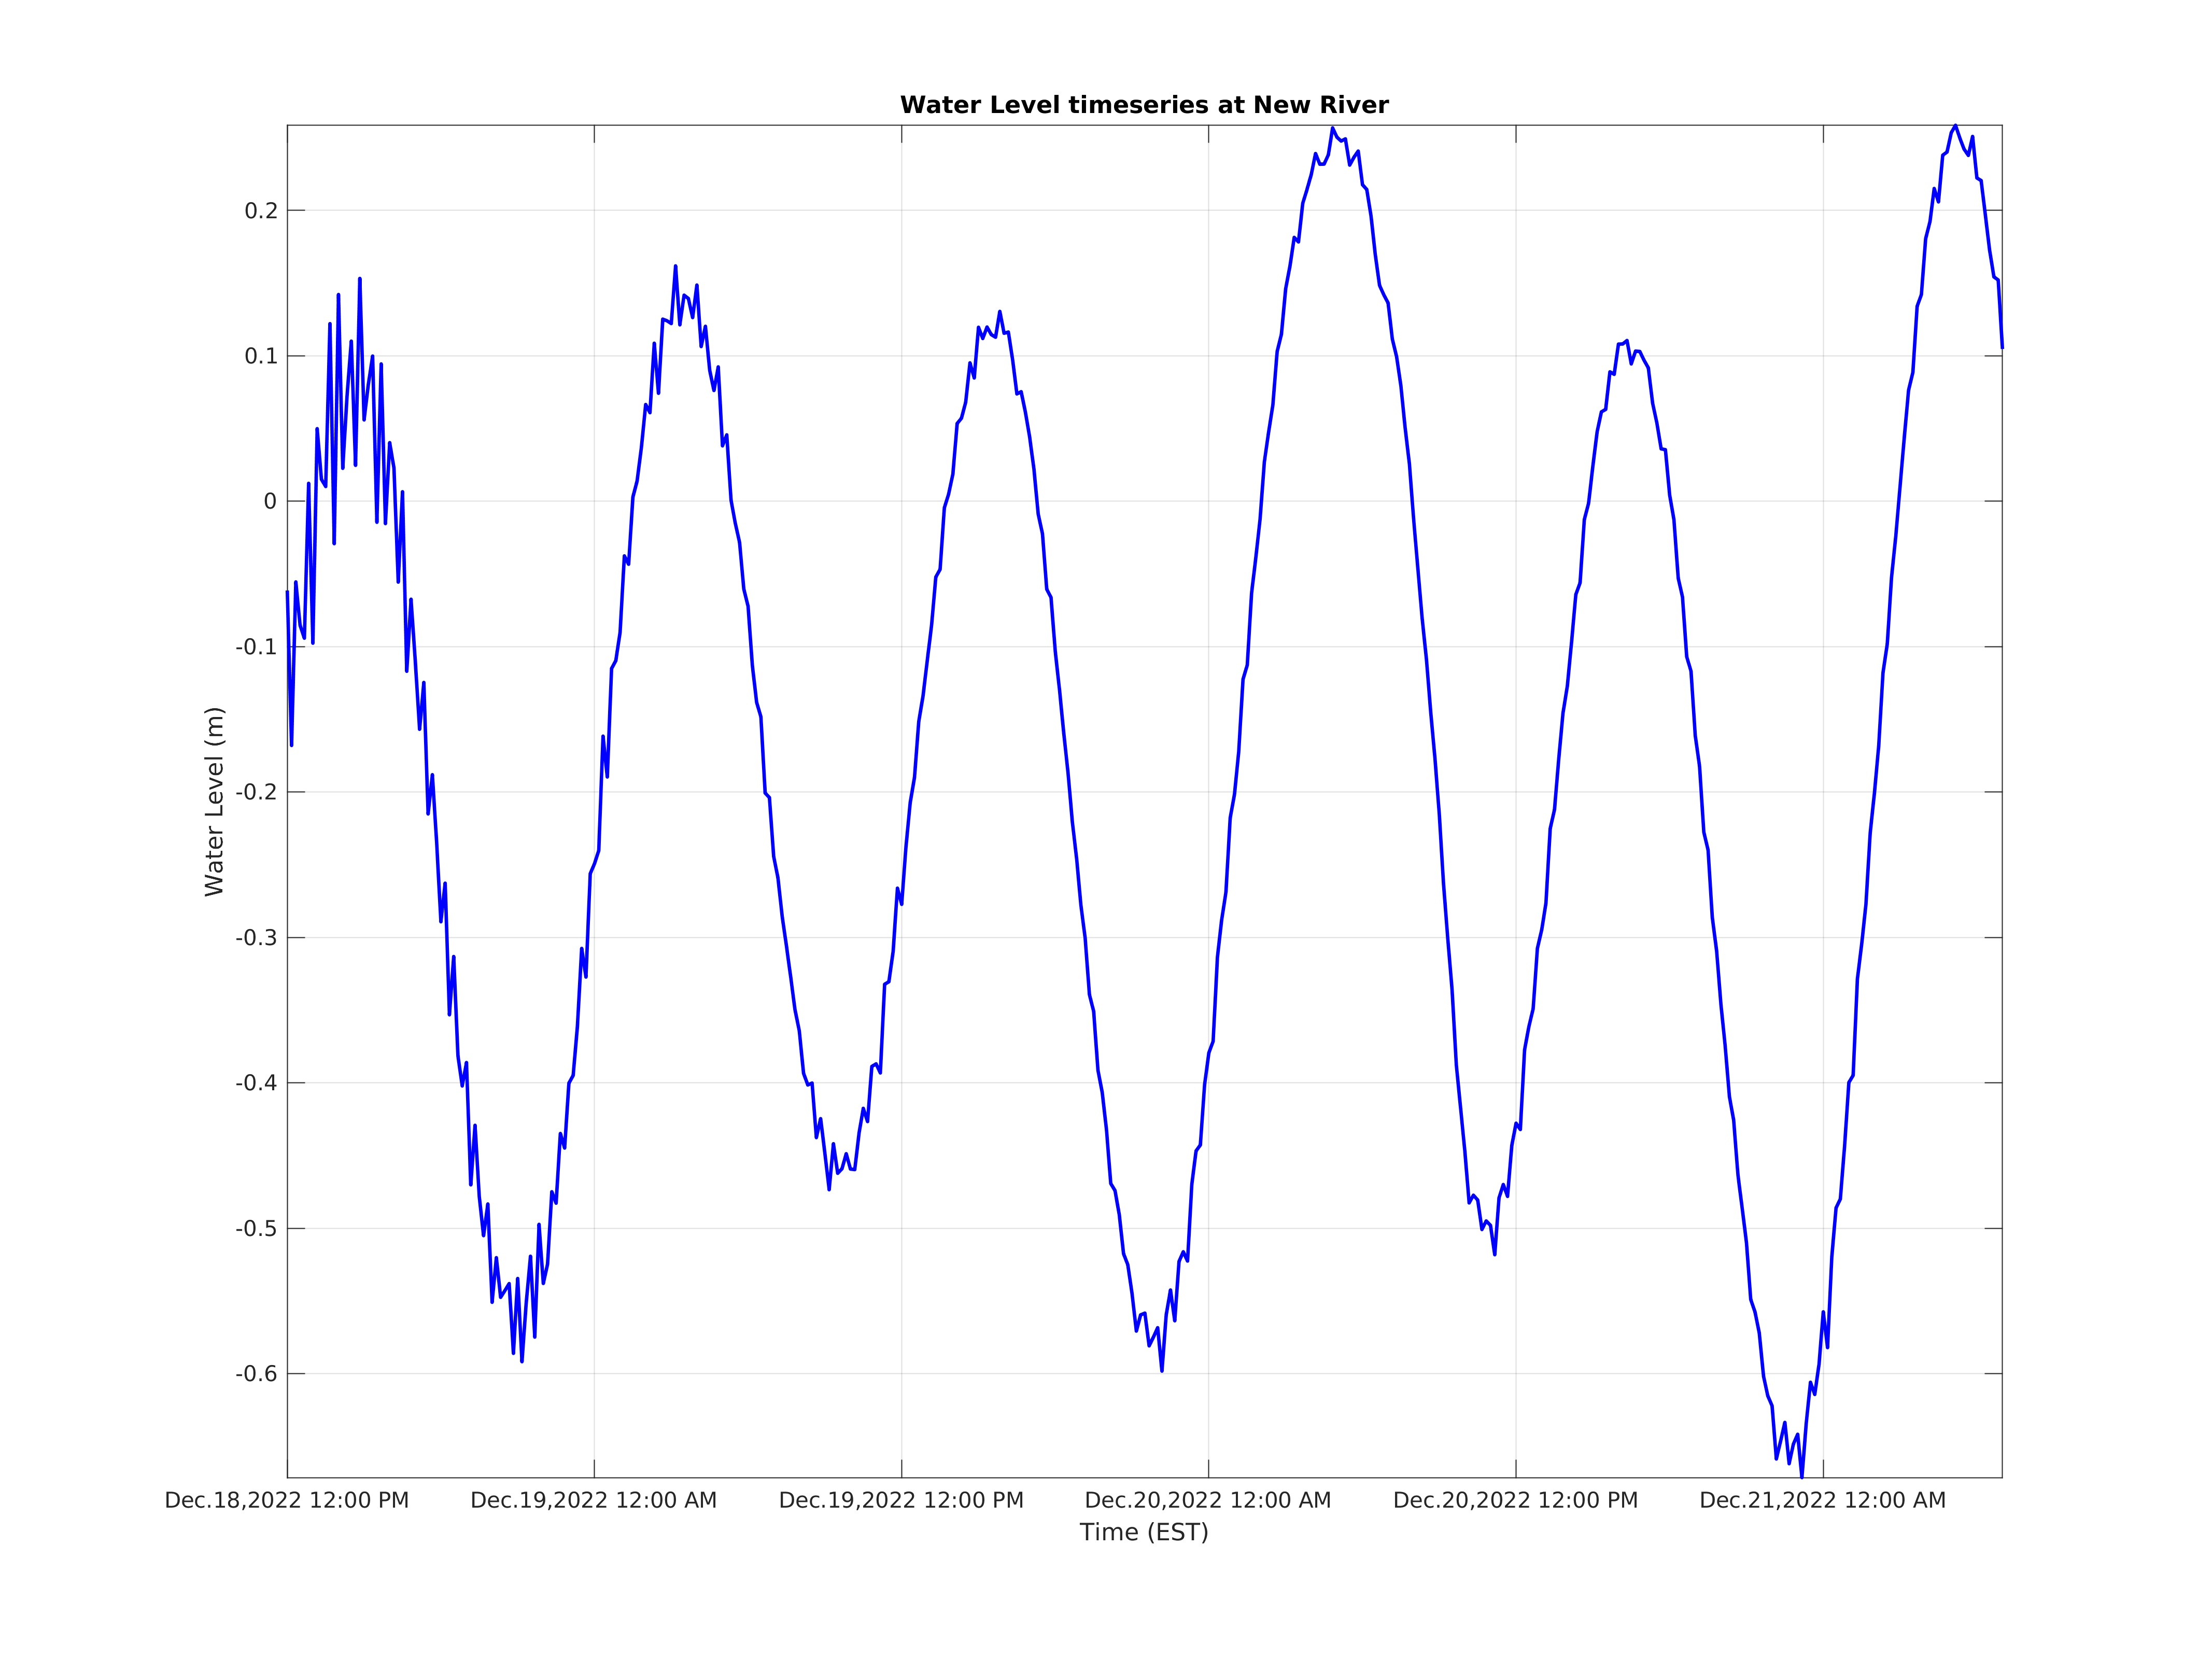 Water Level timeseries at New River
0.2
0.1
0
-0.1
-0.2
-0.3
-0.4
-0.5
-0.6
Water Level (m)
Dec.18,2022 12:00 PM Dec.19,2022 12:00 AM Dec.19,2022 12:00 PM Dec.20,2022 12:00 AM Dec.20,2022 12:00 PM Dec.21,2022 12:00 AM
Time (EST)